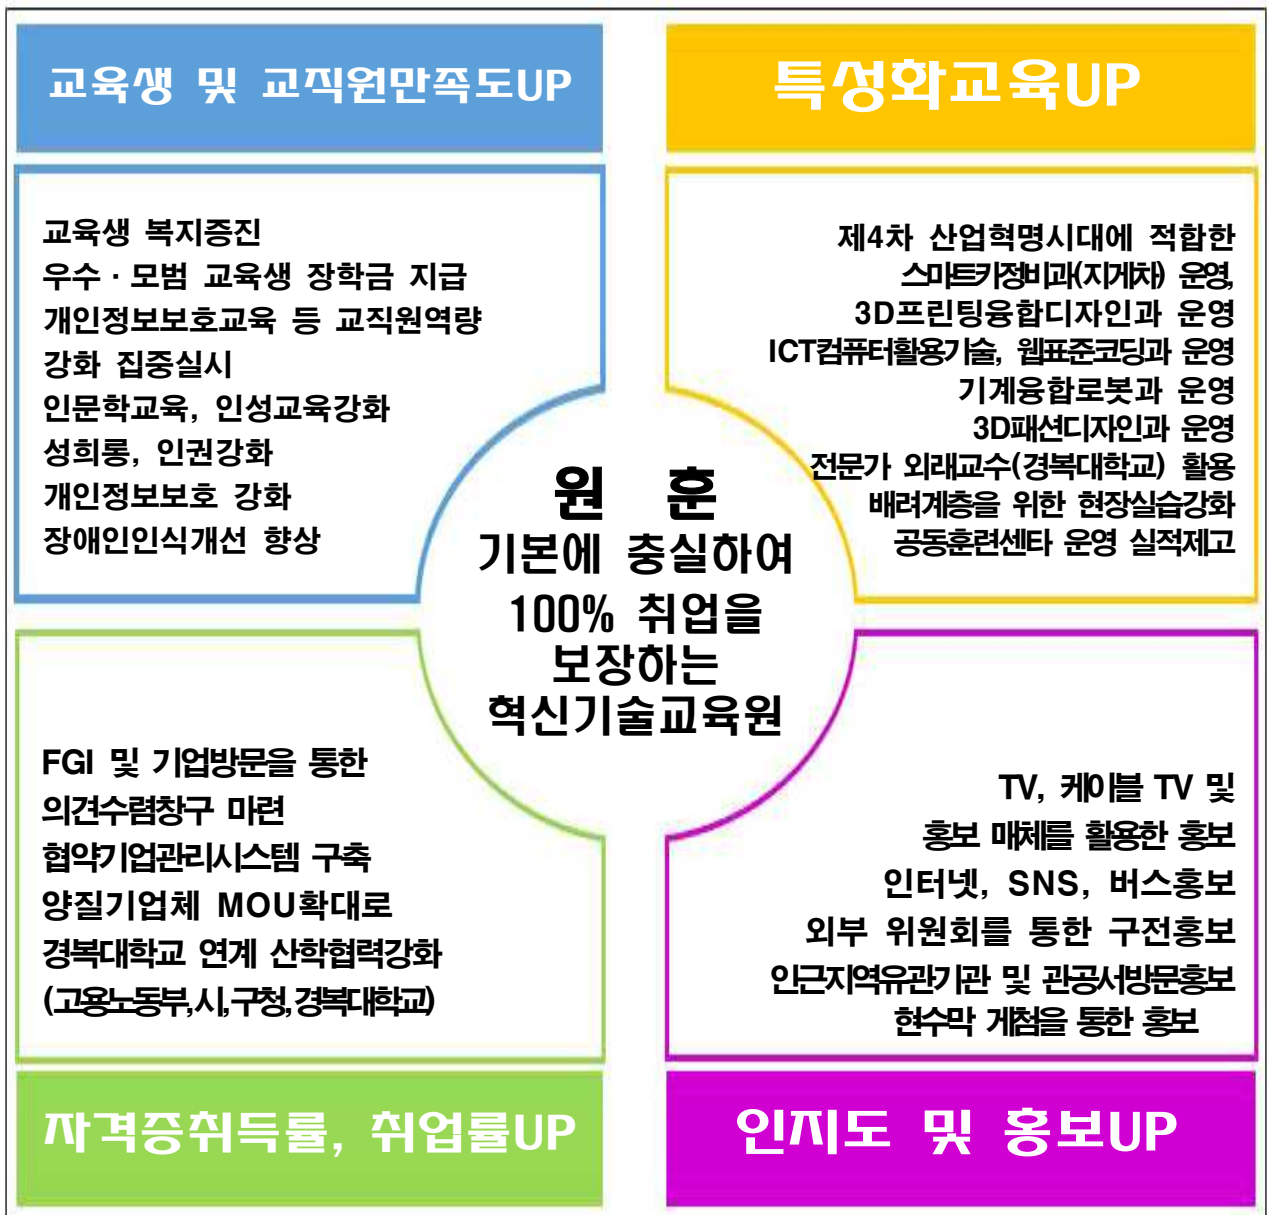 교육생 및 교직원만족도UP
교육생 복지증진
우수 · 모범 교육생 장학금 지급
개인정보보호교육 등 교직원역량
강화 집중실시
인문학교육, 인성교육강화
성희롱, 인권강화
개인정보보호 강화
장애인인식개선 향상
특성화교육UP
제4차 산업혁명시대에 적합한
스마트카정비과(지게차) 운영,
3D프린팅융합디자인과 운영
ICT컴퓨터활용기술, 웹표준코딩과 운영
기계융합로봇과 운영
3D패션디자인과 운영
전문가 외래교수(경복대학교) 활용
배려계층을 위한 현장실습강화
공동훈련센타 운영 실적제고
원 훈
기본에 충실하여
100% 취업을
보장하는
혁신기술교육원
FGI 및 기업방문을 통한
의견수렴창구 마련
협약기업관리시스템 구축
양질기업체 MOU확대로
경복대학교 연계 산학협력강화
(고용노동부,시,구청,경복대학교)
자격증취득률, 취업률UP
TV, 케이블 TV 및
홍보 매체를 활용한 홍보
인터넷, SNS, 버스홍보
외부 위원회를 통한 구전홍보
인근지역유관기관 및 관공서방문홍보
현수막 게첨을 통한 홍보
인지도 및 홍보UP